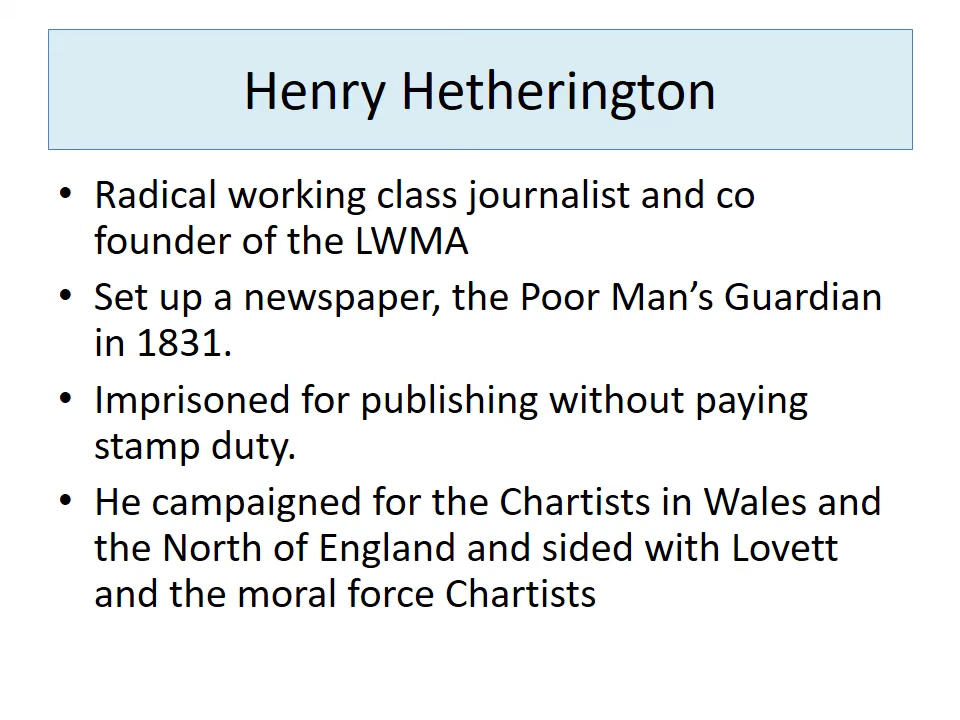 Henry Hetherington
• Radical working class journalist and co
founder of the LWMA
• Set up a newspaper, the Poor Man’s Guardian
in 1831.
• Imprisoned for publishing without paying
stamp duty.
• He campaigned for the Chartists in Wales and
the North of England and sided with Lovett
and the moral force Chartists